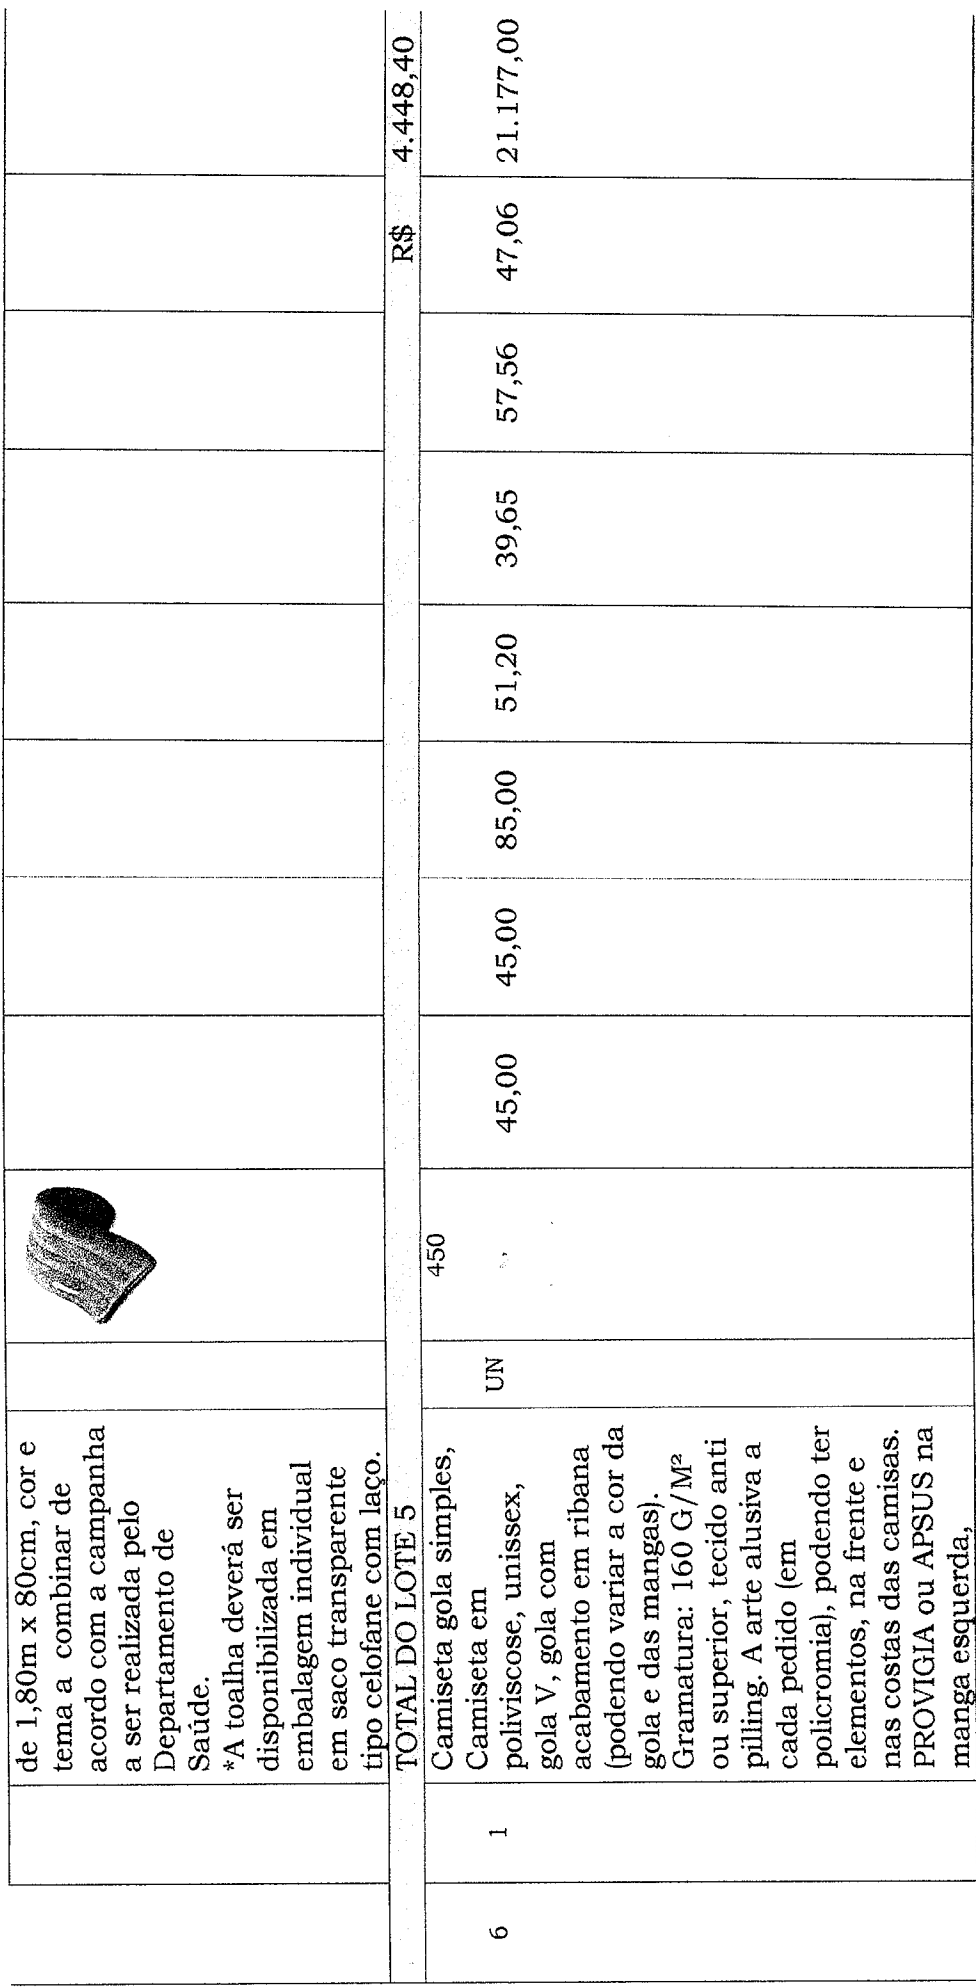 de 1,80m x 80cm, cor e
tema a combinar de
acordo com a campanha
a ser realizada pelo
Departamento de
Saúde.
*A toalha deverá ser
disponibilizada em
embalagem individual
em saco transparente
tipo celofane com laço.
TOTAL DO LOTE 5 R$ 4.448,40
6 1
Camiseta gola simples,
Camiseta em
poliviscose, unissex,
gola V, gola com
acabamento em ribana
(podendo variar a cor da
gola e das mangas).
Gramatura: 160 G/M²
ou superior, tecido anti
pilling. A arte alusiva a
cada pedido (em
policromia), podendo ter
elementos, na frente e
nas costas das camisas.
PROVIGIA ou APSUS na
manga esquerda,
UN 450 45,00 45,00 85,00 51,20 39,65 57,56 47,06 21.177,00